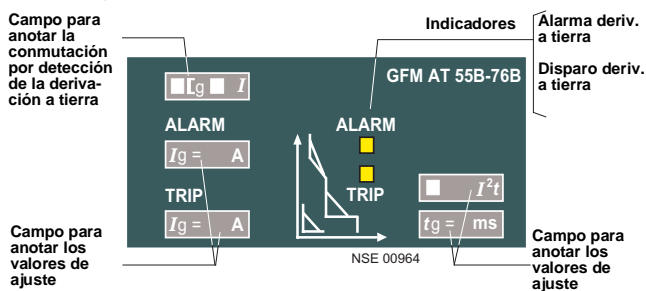 Campo para
anotar la
conmutación
por detección
de la deriva-
ción a tierra
Indicadores
Alarma deriv.
a tierra
Disparo deriv.
a tierra
GFM AT 55B-76B
g I
ALARM
Ig = A
TRIP
Ig = A
ALARM
TRIP
I²t
tg = ms
NSE 00964
Campo para
anotar los
valores de
ajuste
Campo para
anotar los
valores de
ajuste